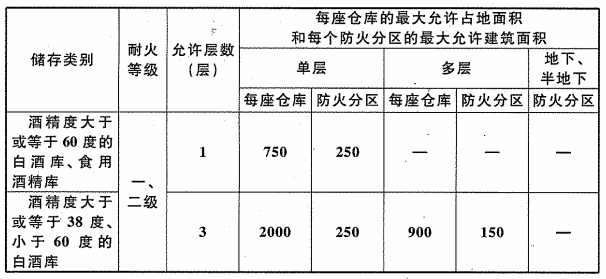 储存类别
耐火
等级
允许层数
（层）
每座仓库的最大允许占地面积
和每个防火分区的最大允许建筑面积
单层
多层
地下、
半地下
每座仓库
防火分区
每座仓库
防火分区
防火分区
酒精度大于
或等于 60 度的
白酒库、食用
酒精库
一、
二级
1
750
250
—
—
—
酒精度大于
或等于 38 度、
小于 60 度的
白酒库
3
2000
250
900
150
—